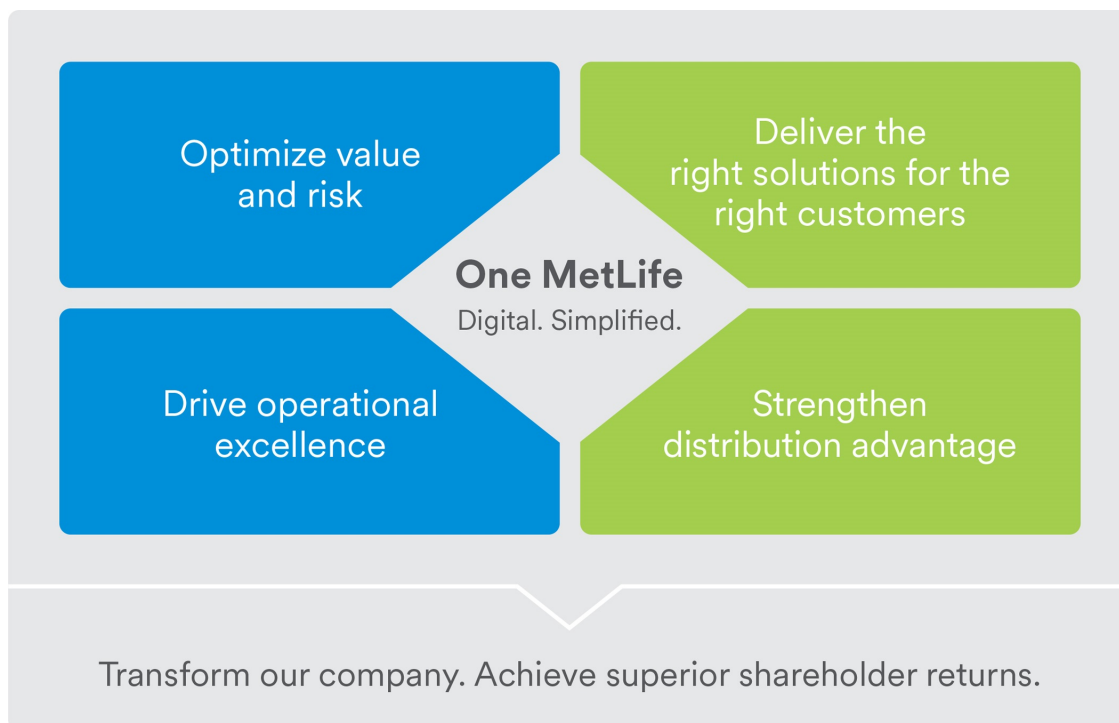 Optimize value
and risk
Deliver the
right solutions for the
right customers
One MetLife
Digital. Simplified.
Drive operational
excellence
Strengthen
distribution advantage
Transform our company. Achieve superior shareholder returns.